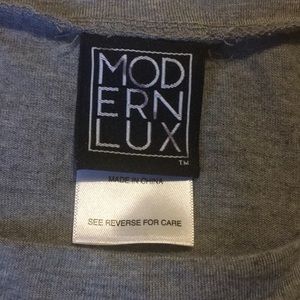 MOD
ERN
LUX
TM
MADE IN CHINA
SEE REVERSE FOR CARE